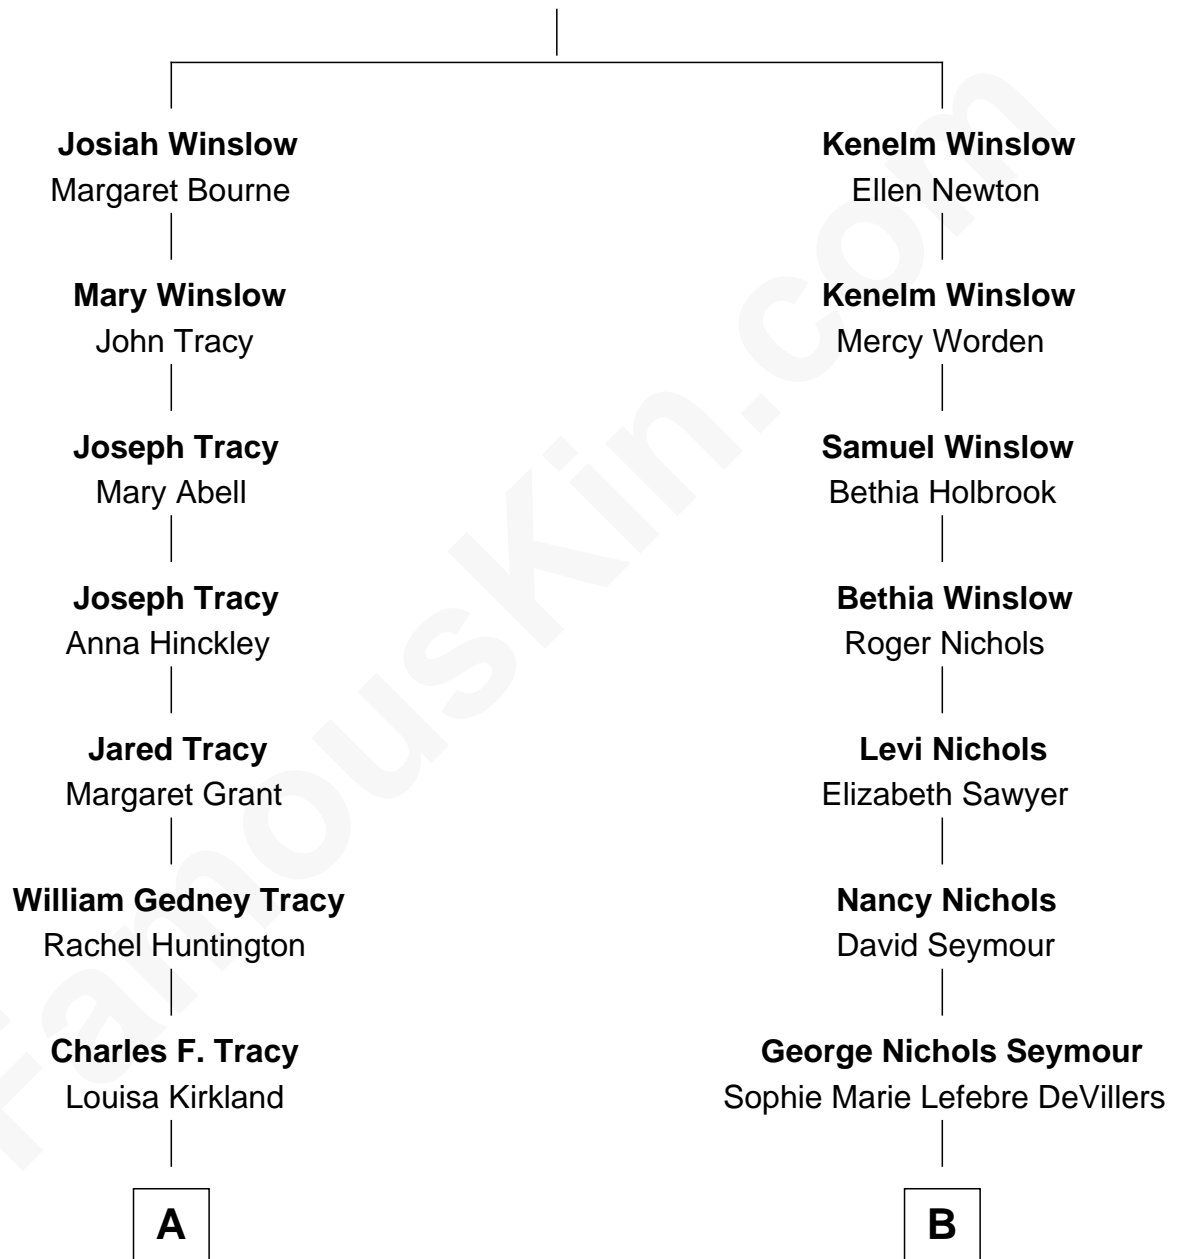 Josiah Winslow
Margaret Bourne
Mary Winslow
John Tracy
Joseph Tracy
Mary Abell
Joseph Tracy
Anna Hinckley
Jared Tracy
Margaret Grant
William Gedney Tracy
Rachel Huntington
Charles F. Tracy
Louisa Kirkland
A
Kenelm Winslow
Ellen Newton
Kenelm Winslow
Mercy Worden
Samuel Winslow
Bethia Holbrook
Bethia Winslow
Roger Nichols
Levi Nichols
Elizabeth Sawyer
Nancy Nichols
David Seymour
George Nichols Seymour
Sophie Marie Lefebre DeVillers
B
FamousKin.com